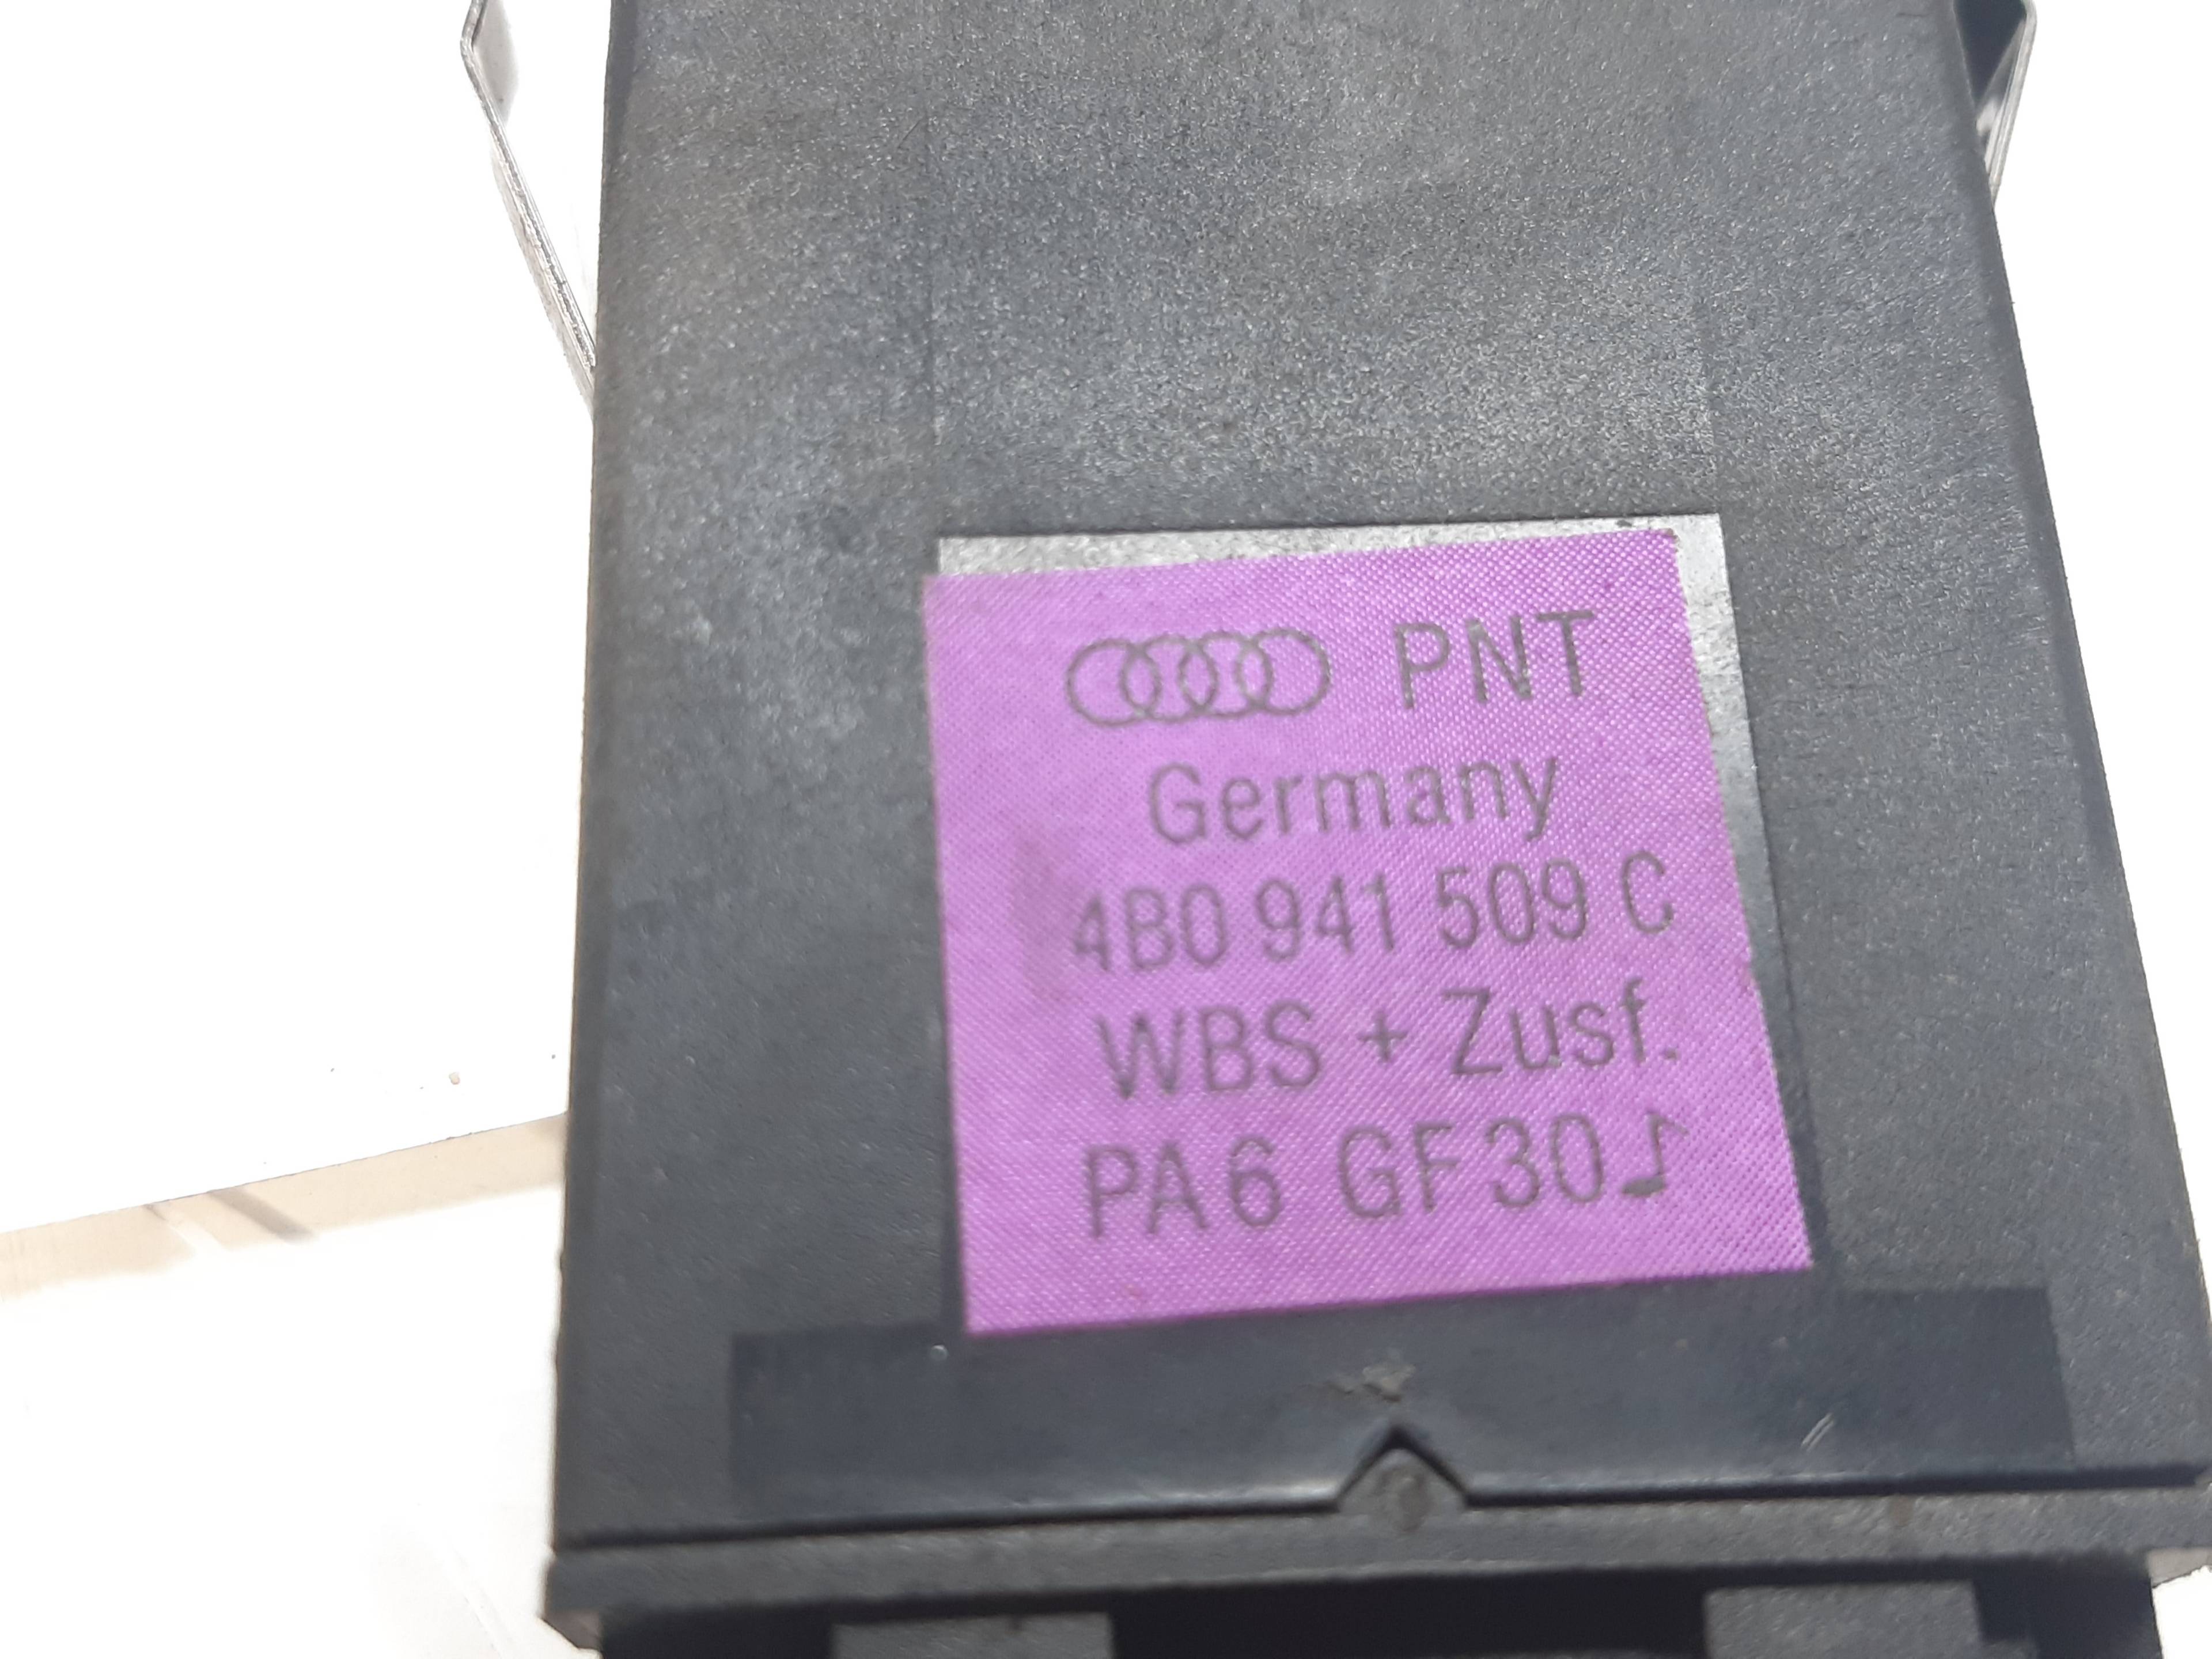 PNT
Germany
4B0 941 509 C
WBS + Zusf.
PA6 GF30